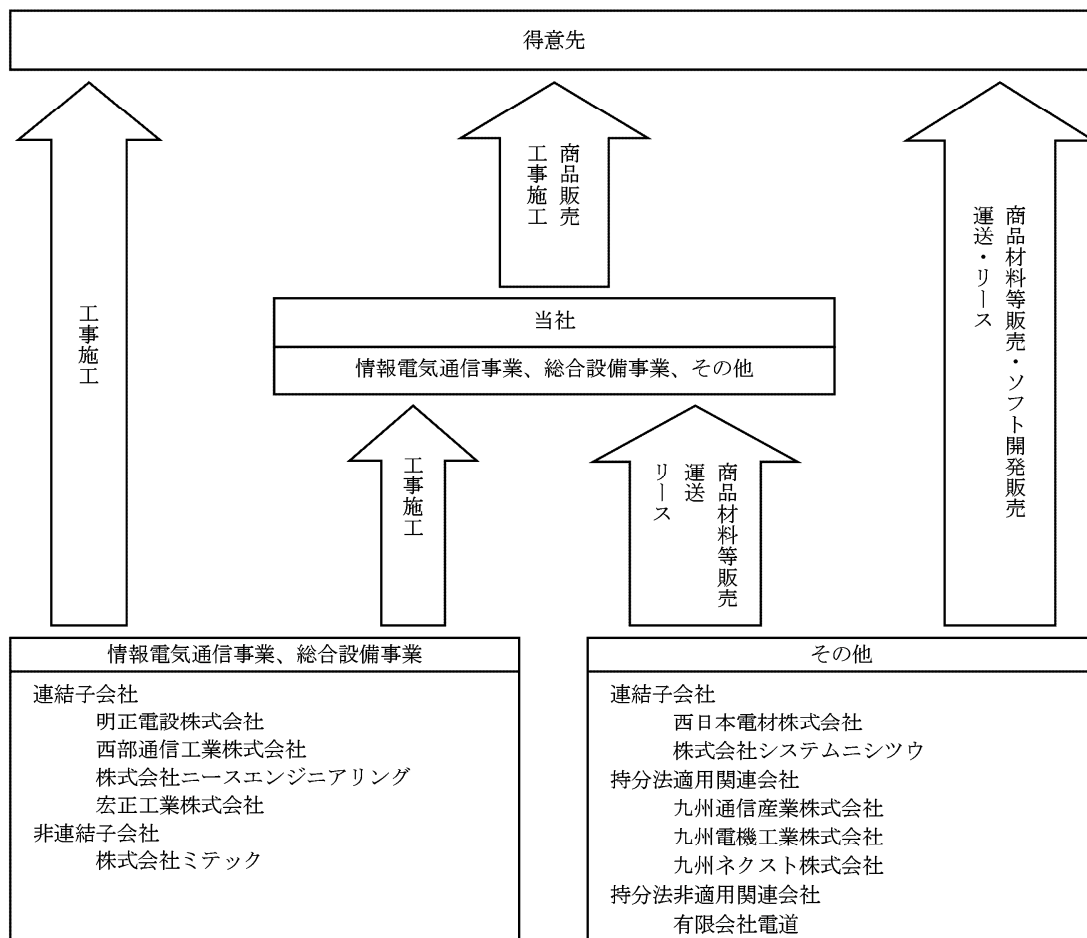 得意先
工事施工
商品販売
工事施工
商品材料等販売・ソフト開発販売
運送・リース
当社
情報電気通信事業、総合設備事業、その他
工事施工
商品材料等販売
運送
リース
情報電気通信事業、総合設備事業
連結子会社
明正電設株式会社
西部通信工業株式会社
株式会社ニースエンジニアリング
宏正工業株式会社
非連結子会社
株式会社ミテック
その他
連結子会社
西日本電材株式会社
株式会社システムニシツウ
持分法適用関連会社
九州通信産業株式会社
九州電機工業株式会社
九州ネクスト株式会社
持分法非適用関連会社
有限会社電道